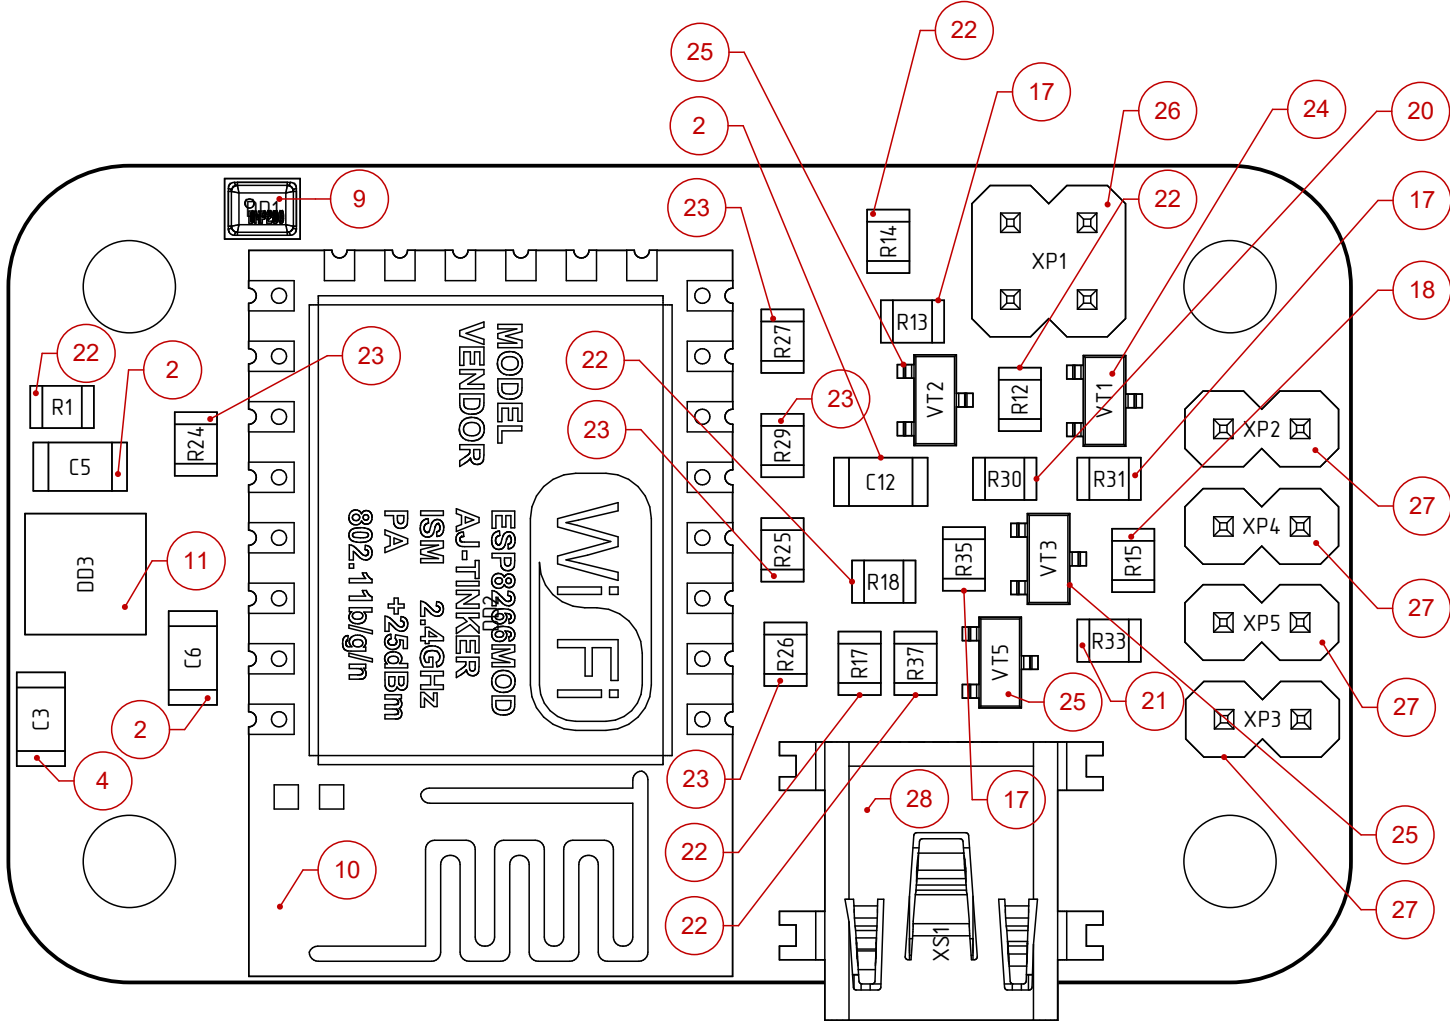 22
25
17
2
26
24
20
9
22
17
23
R14
XP1
18
R13
R27
23
22
MODEL
VENDOR
22
2
R1
R24
VT2
R12
VT1
23
R29
23
XP2
C5
C12
R30
R31
27
WiFi
ESP8266MOD
AJ-TINKER
ISM 2.4GHz
PA +25dBm
802.11b/g/n
XP4
DD3
11
R25
R18
R35
VT3
R15
27
XP5
C6
R26
R17
R37
VT5
R33
C3
2
25
21
27
XP3
4
23
28
17
22
25
10
22
XS1
27